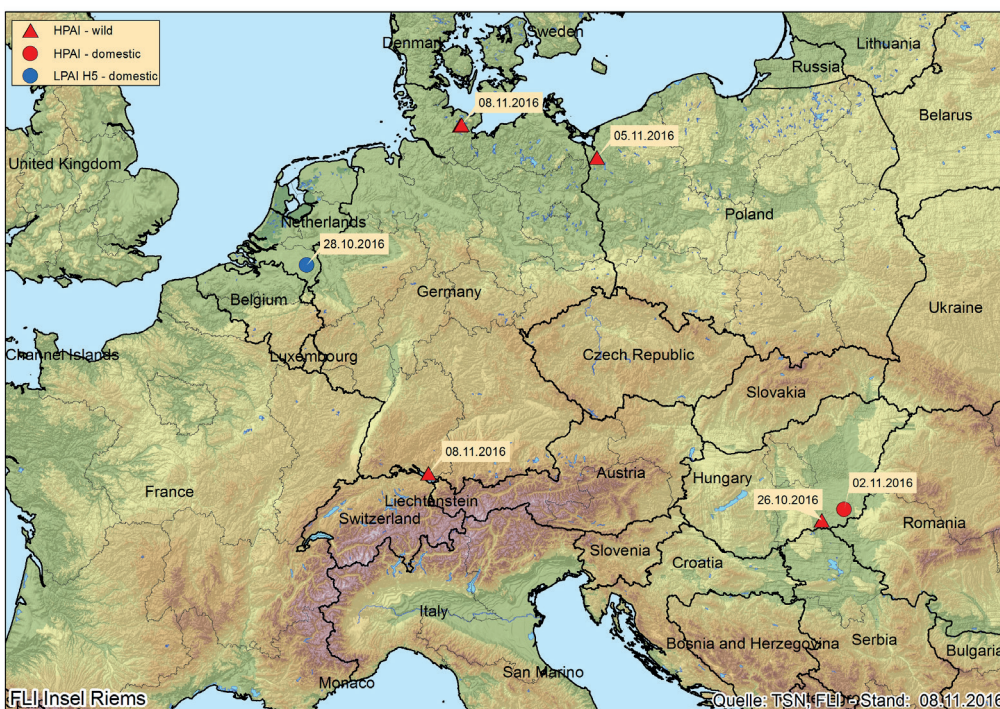 HPAI - wild
HPAI - domestic
LPAI H5 - domestic
Denmark
Sweden
Lithuania
Russia
Belarus
08.11.2016
05.11.2016
United Kingdom
Netherlands
Poland
28.10.2016
Belgium
Germany
Ukraine
Channel Islands
Luxembourg
Czech Republic
Slovakia
08.11.2016
Austria
Hungary
France
Liechtenstein
Switzerland
02.11.2016
26.10.2016
Romania
Slovenia
Croatia
Italy
Bosnia and Herzegovina
Serbia
Bulgaria
San Marino
Monaco
FLI Insel Riems
Quelle: TSN, FLI - Stand: 08.11.2016